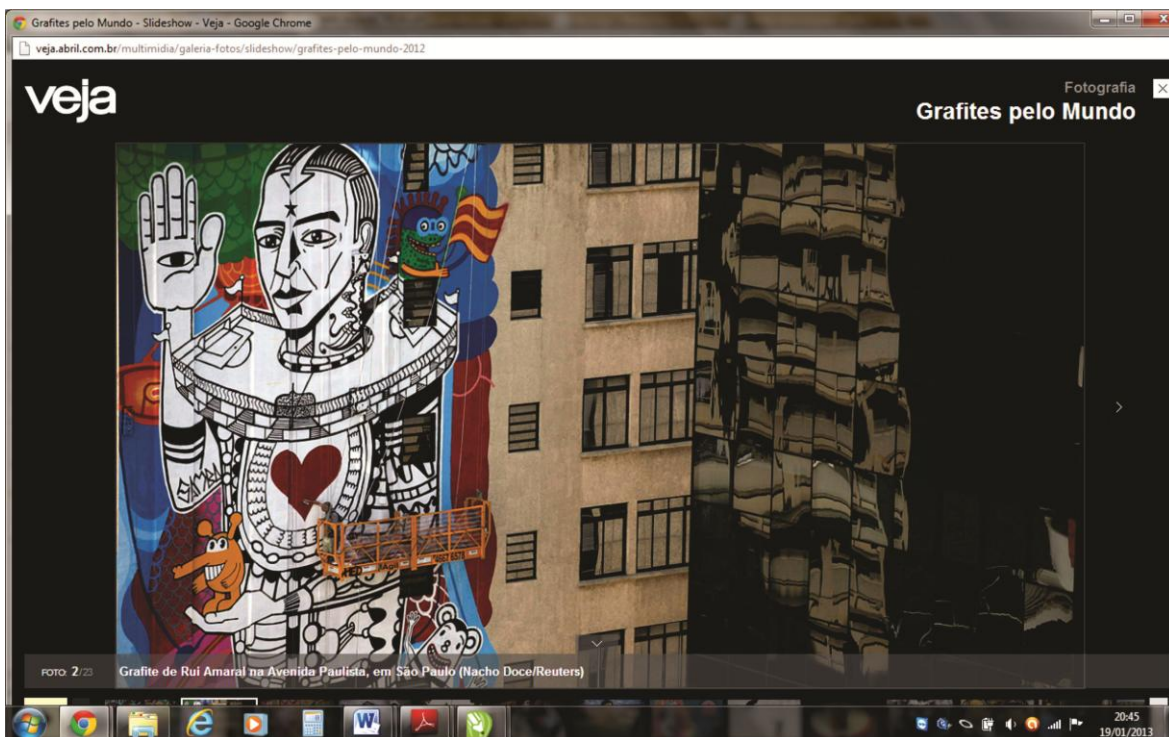 Grafites pelo Mundo - Slideshow - Veja - Google Chrome
veja.abril.com.br/multimidia/galeria-fotos/slideshow/grafites-pelo-mundo-2012
veja
Fotografia
Grafites pelo Mundo
FOTO: 2/23 Grafite de Rui Amaral na Avenida Paulista, em São Paulo (Nacho Doce/Reuters)
20:45
19/01/2013